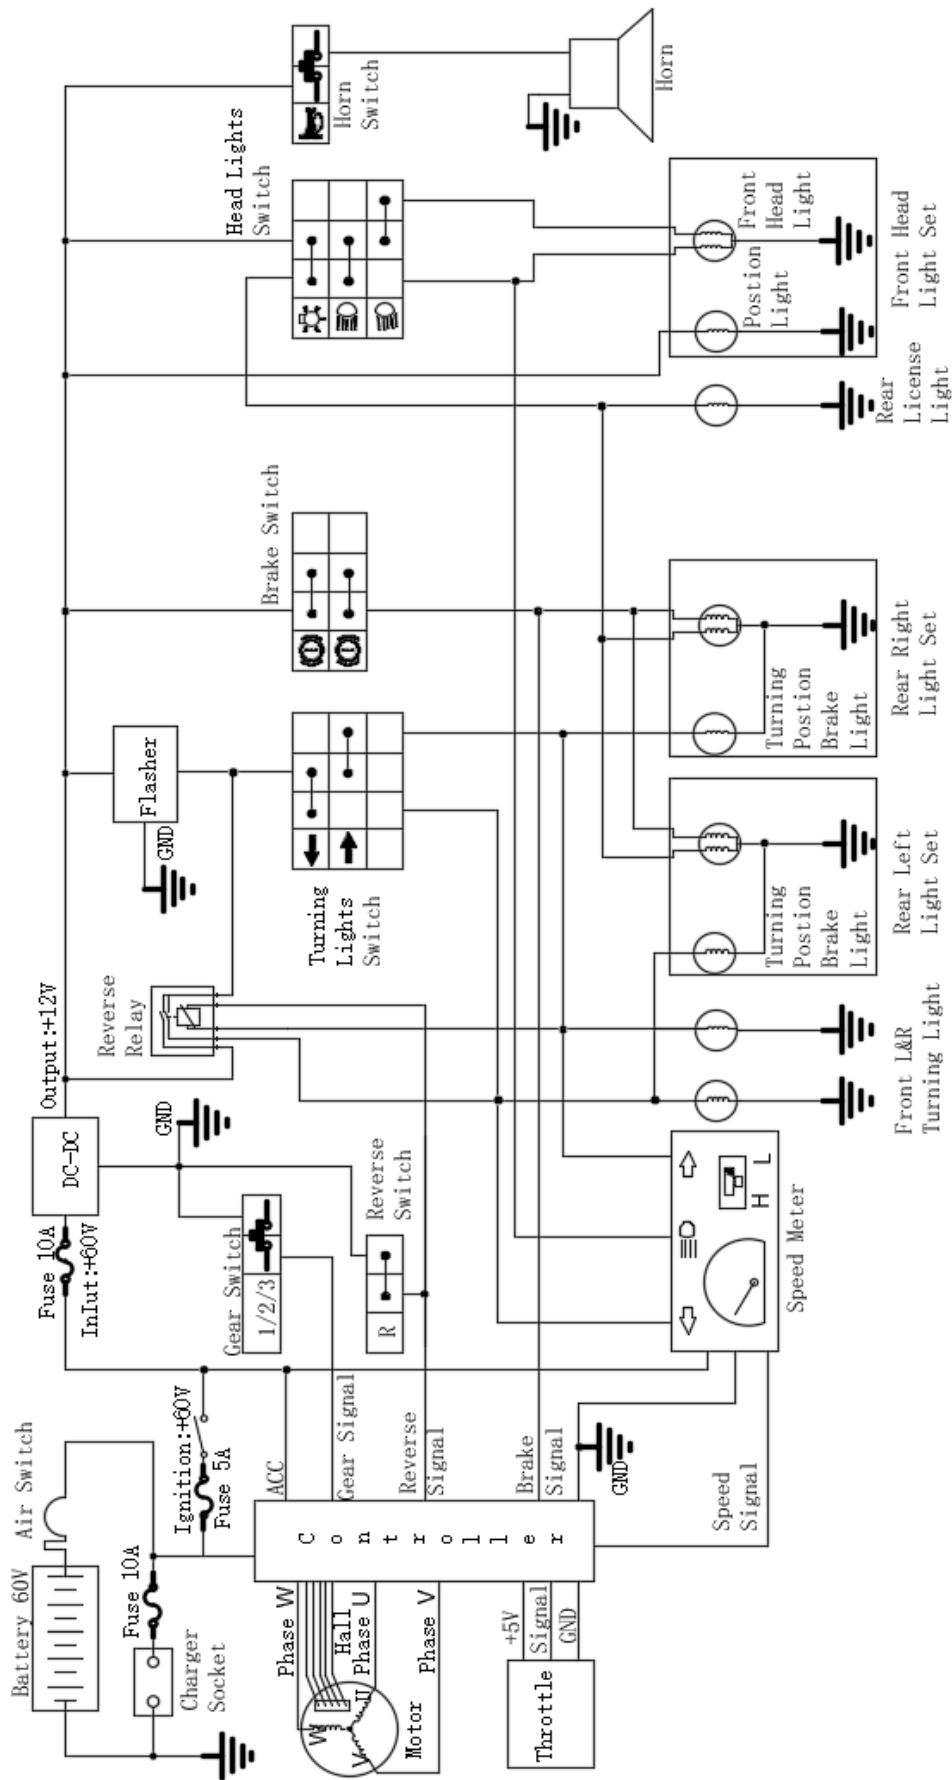 Battery 60V
Air Switch
Fuse 10A
Charger
Socket
Ignition:+60V
Fuse 5A
Fuse 10A
InIut:+60V
DC-DC
Output:+12V
GND
Gear Switch
1/2/3
Reverse
Switch
R
ACC
Gear Signal
Reverse
Signal
Brake
Signal
GND
Speed
Signal
Controller
Phase W
Hall
Phase U
Phase V
W
U
V
Motor
+5V
Signal
GND
Throttle
Reverse
Relay
Flasher
GND
Turning
Lights
Switch
Brake Switch
Head Lights
Switch
Horn
Switch
Horn
Front
Head
Light
Postion
Light
Front Head
Light Set
Rear
License
Light
Turning
Postion
Brake
Light
Rear Right
Light Set
Turning
Postion
Brake
Light
Rear Left
Light Set
Front L&R
Turning Light
H L
Speed Meter